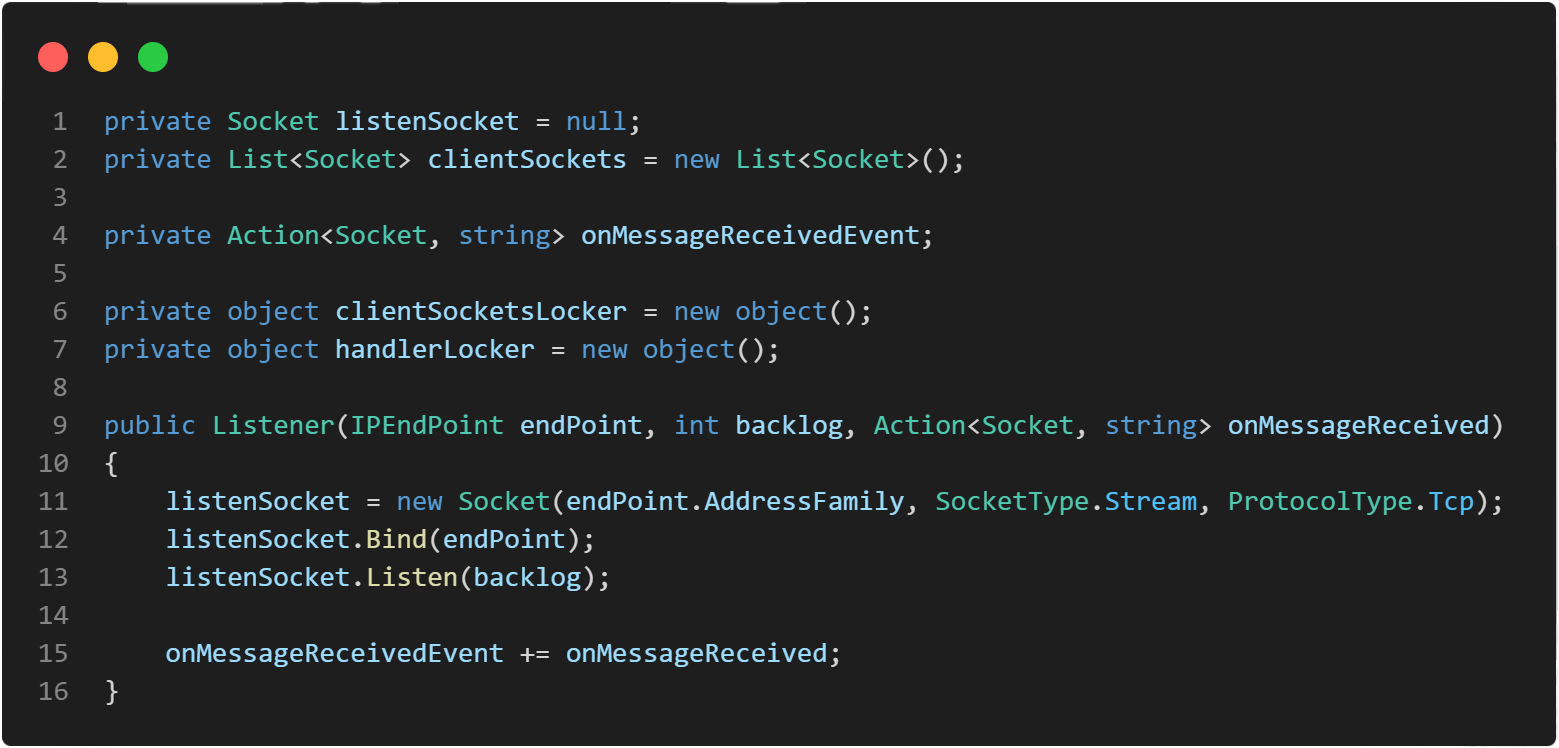 1 private Socket listenSocket = null;
2 private List<Socket> clientSockets = new List<Socket>();
3
4 private Action<Socket, string> onMessageReceivedEvent;
5
6 private object clientSocketsLocker = new object();
7 private object handlerLocker = new object();
8
9 public Listener(IPEndPoint endPoint, int backlog, Action<Socket, string> onMessageReceived)
10 {
11     listenSocket = new Socket(endPoint.AddressFamily, SocketType.Stream, ProtocolType.Tcp);
12     listenSocket.Bind(endPoint);
13     listenSocket.Listen(backlog);
14
15     onMessageReceivedEvent += onMessageReceived;
16 }